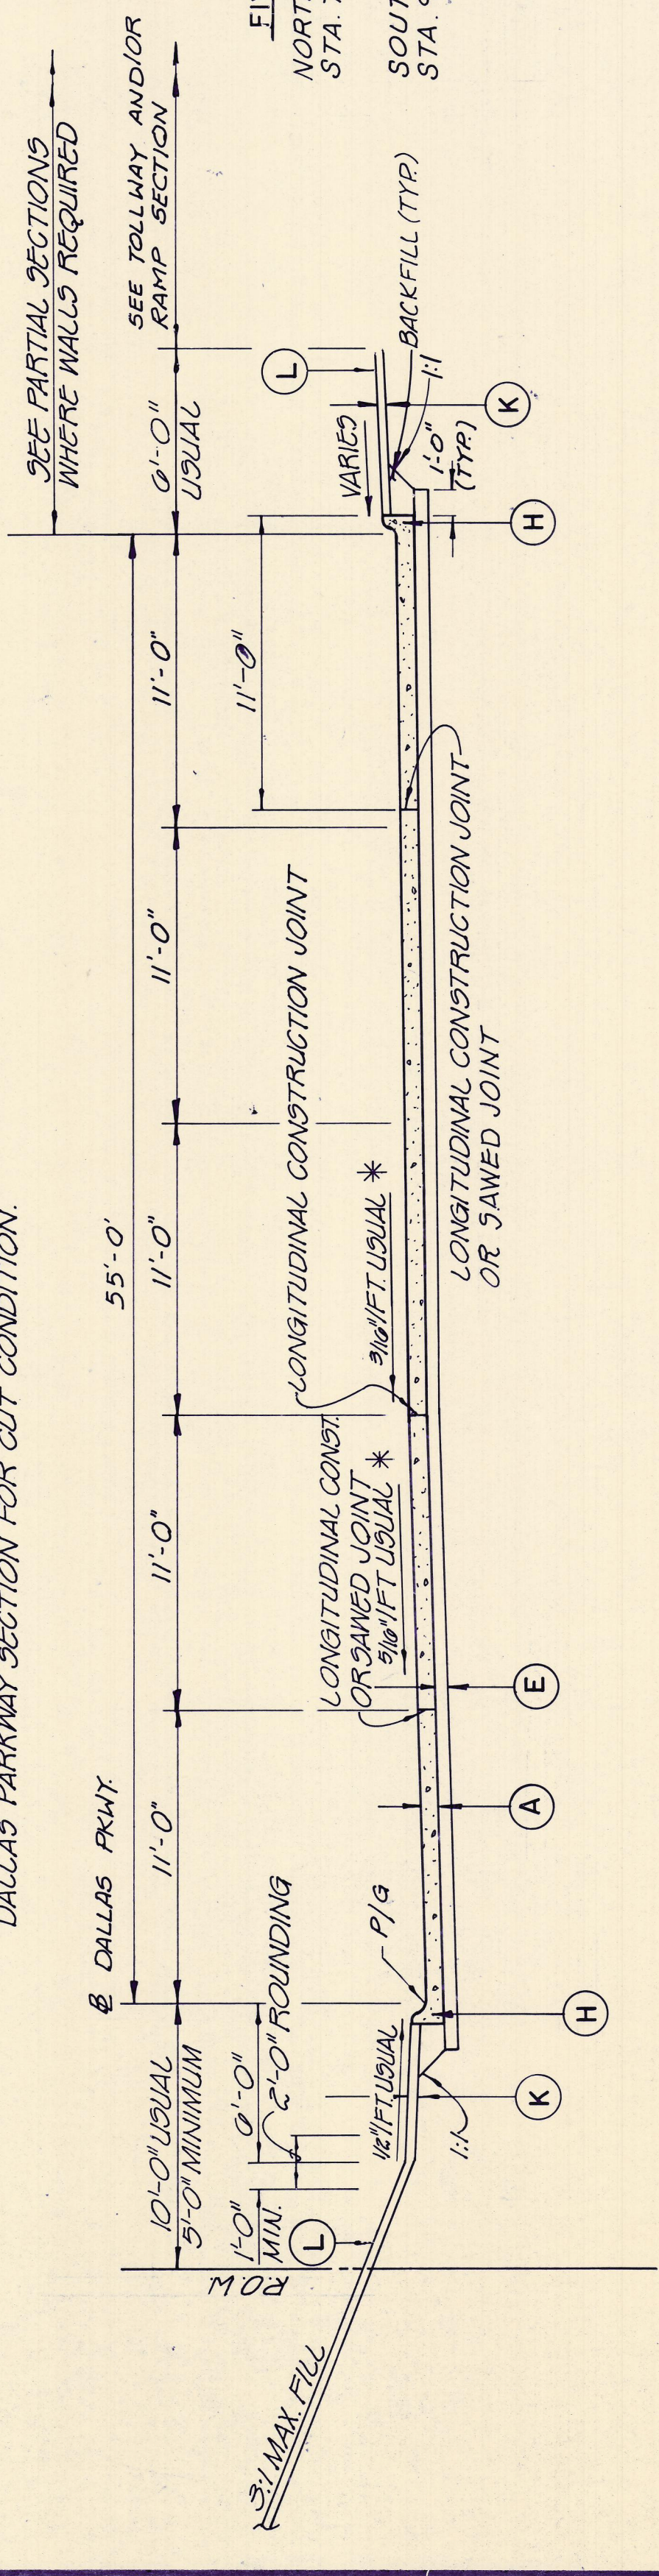 DALLAS PARKWAY SECTION FOR CUT CONDITION.
SEE PARTIAL SECTIONS
WHERE WALLS REQUIRED
SEE TOLLWAY AND/OR
RAMP SECTION
55'-0'
℄ DALLAS PKWY.
10'-0" USUAL
5'-0" MINIMUM
11'-0"
11'-0"
11'-0"
11'-0"
11'-0"
6'-0"
USUAL
11'-0"
6'-0"
2'-0" ROUNDING
1'-0"
MIN.
R.O.W.
L
3:1 MAX. FILL
1/2"/FT. USUAL
P/G
LONGITUDINAL CONST.
OR SAWED JOINT
5/16"/FT USUAL *
LONGITUDINAL CONSTRUCTION JOINT
3/16"/FT. USUAL *
VARIES
L
BACKFILL (TYP.)
1:1
1'-0"
(TYP.)
LONGITUDINAL CONSTRUCTION JOINT
OR SAWED JOINT
1:1
K
H
A
E
H
K
NORT
STA.
SOUT
STA.